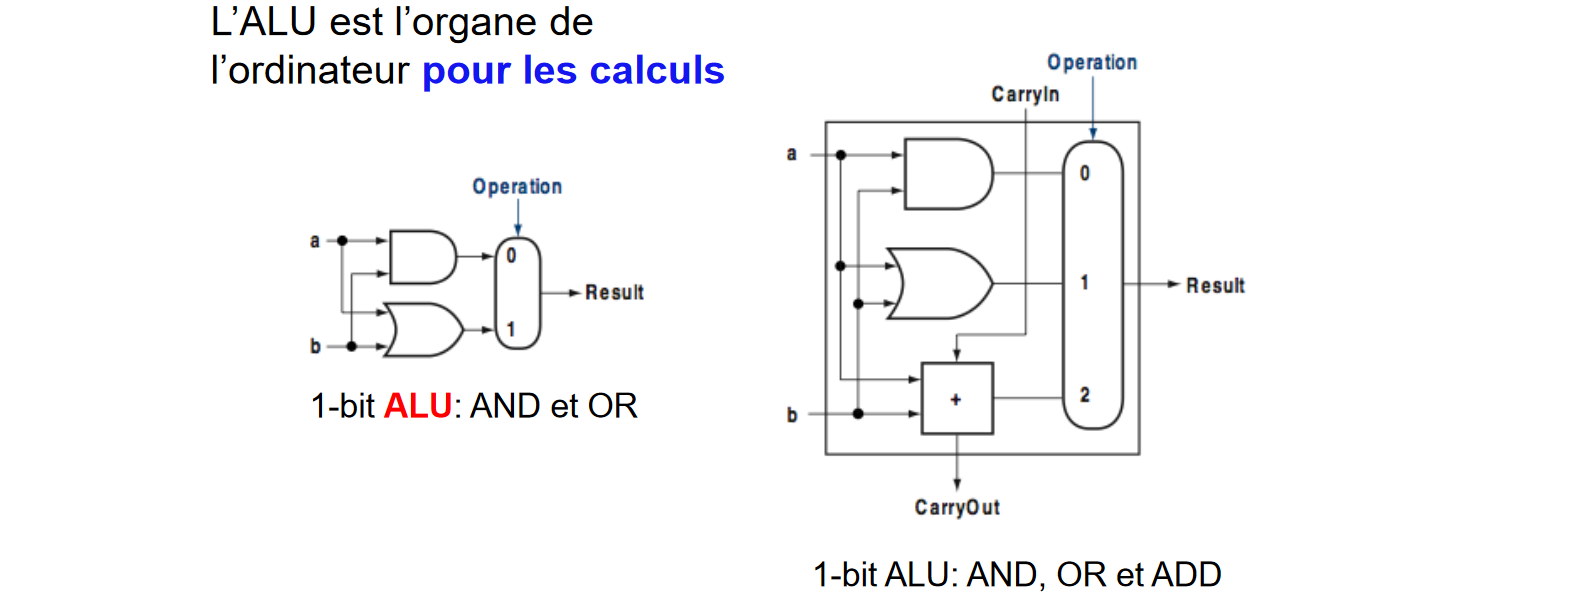 L’ALU est l’organe de
l’ordinateur pour les calculs
Operation
a
b
0
1
Result
1-bit ALU: AND et OR
Operation
CarryIn
a
b
0
1
2
+
Result
CarryOut
1-bit ALU: AND, OR et ADD